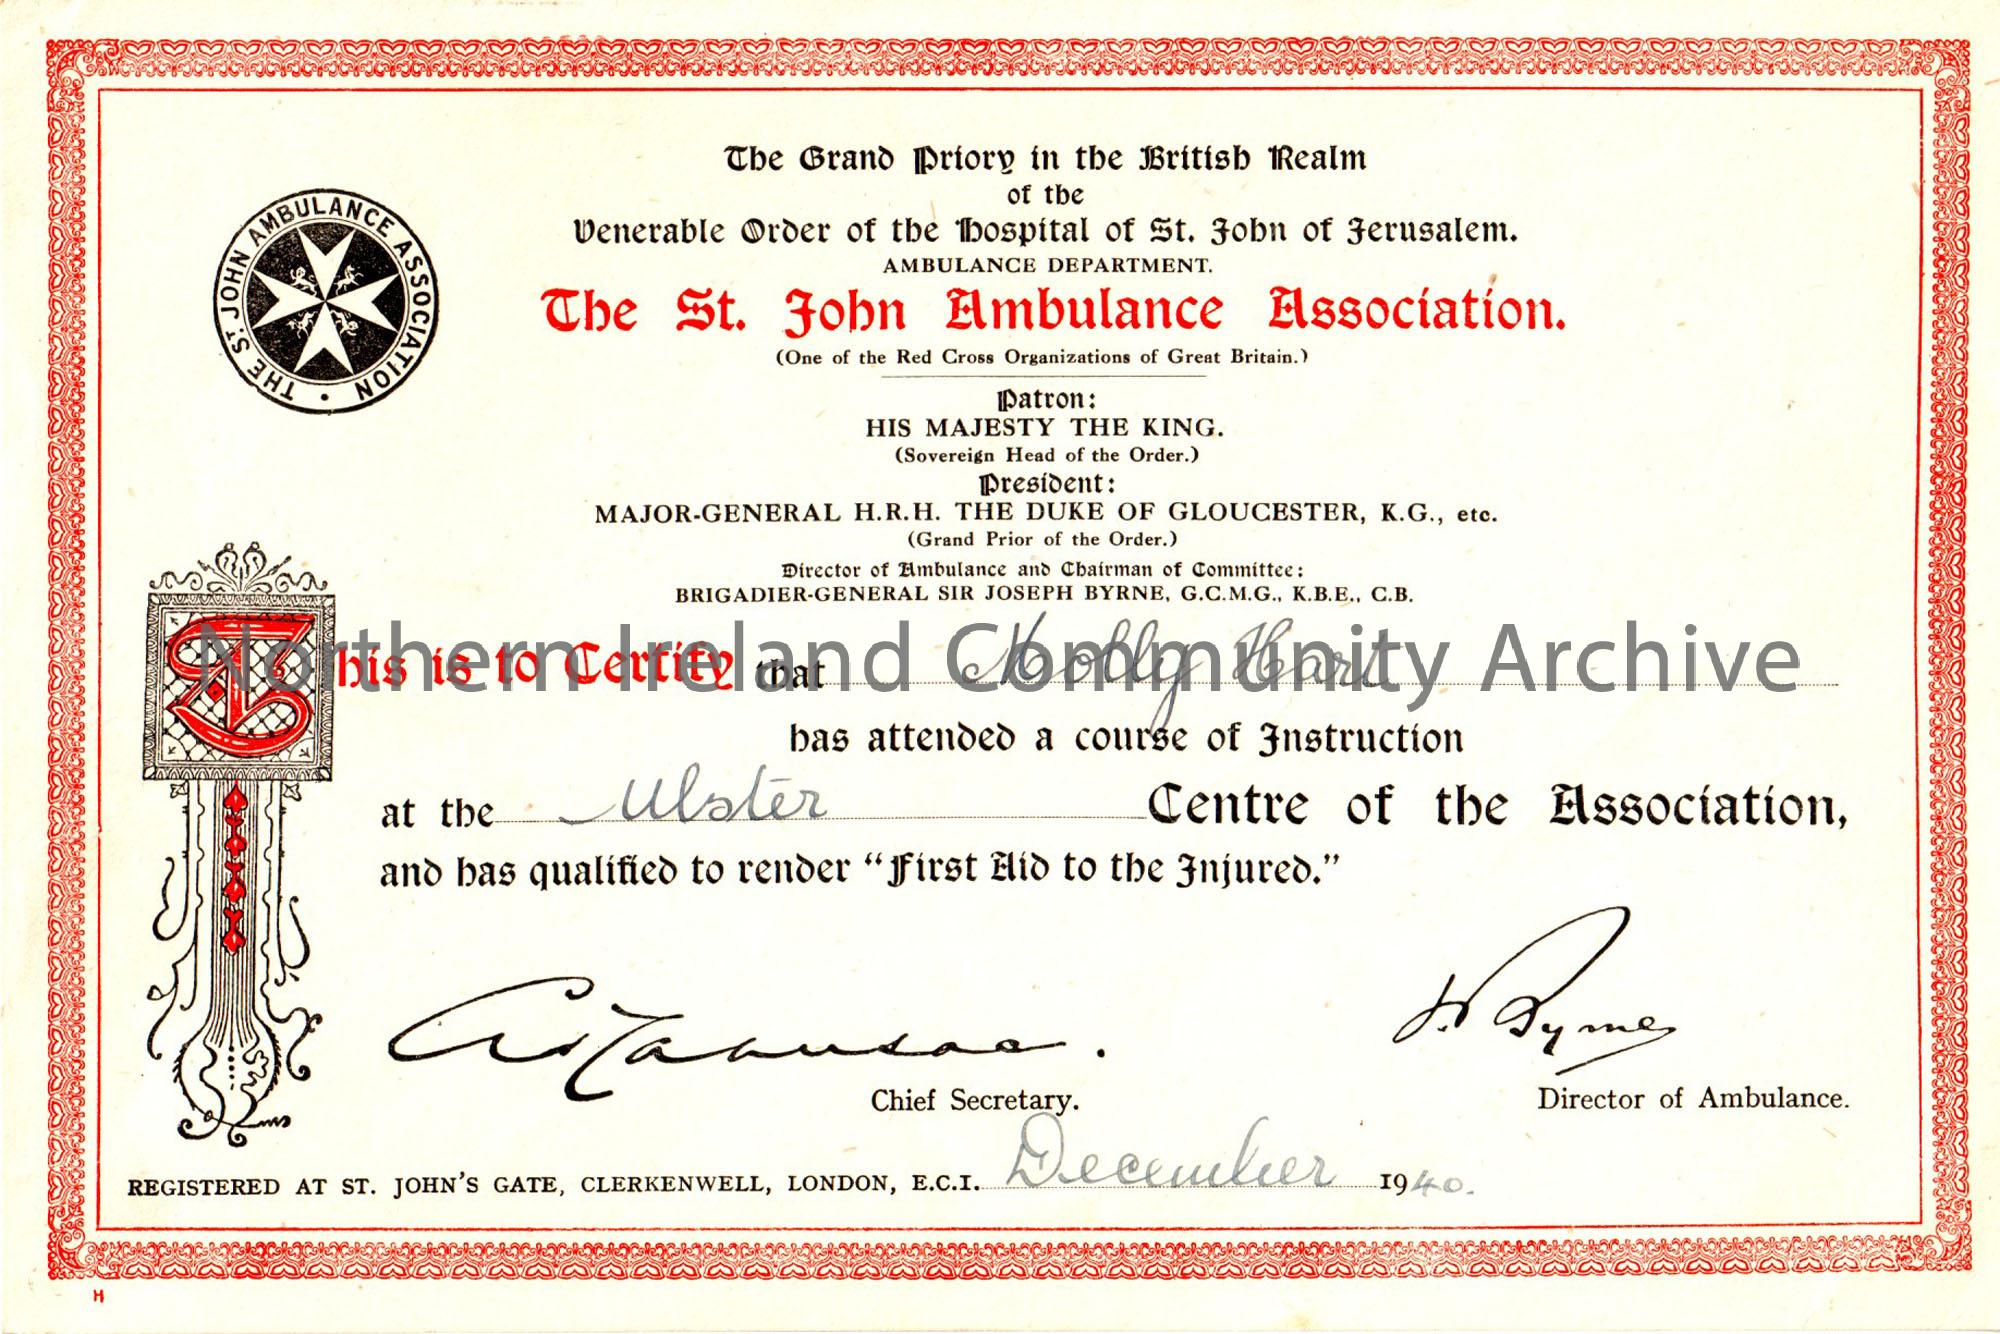 THE ST. JOHN AMBULANCE ASSOCIATION
The Grand Priory in the British Realm
of the
Venerable Order of the Hospital of St. John of Jerusalem.
AMBULANCE DEPARTMENT.
The St. John Ambulance Association.
(One of the Red Cross Organizations of Great Britain.)
Patron:
HIS MAJESTY THE KING.
(Sovereign Head of the Order.)
President:
MAJOR-GENERAL H.R.H. THE DUKE OF GLOUCESTER, K.G., etc.
(Grand Prior of the Order.)
Director of Ambulance and Chairman of Committee:
BRIGADIER-GENERAL SIR JOSEPH BYRNE, G.C.M.G., K.B.E., C.B.
This is to Certify that Molly Hart
Northern Ireland Community Archive
has attended a course of Instruction
at the Ulster Centre of the Association,
and has qualified to render "First Aid to the Injured."
J. Byrne
Chief Secretary. Director of Ambulance.
REGISTERED AT ST. JOHN'S GATE, CLERKENWELL, LONDON, E.C.1. December 1940.
H